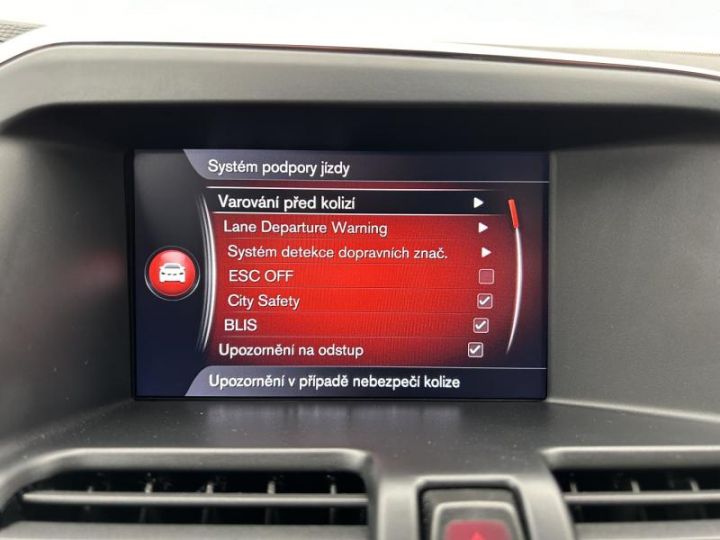 Systém podpory jízdy
Varování před kolizí
Lane Departure Warning
Systém detekce dopravních znač.
ESC OFF
City Safety
BLIS
Upozornění na odstup
Upozornění v případě nebezpečí kolize